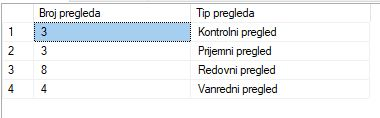 Broj pregleda Tip pregleda
1 3 Kontrolni pregled
2 3 Prijemni pregled
3 8 Redovni pregled
4 4 Vanredni pregled